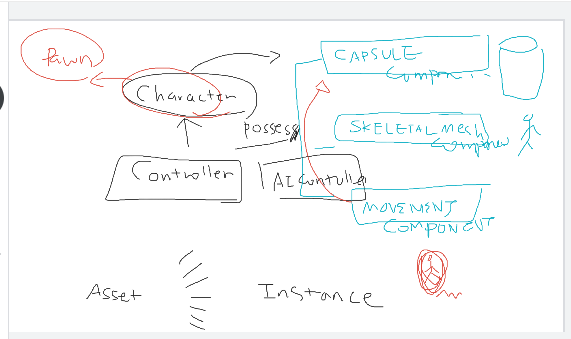 Pawn
CAPSULE
Component
Character
possess
SKELETAL MESH
Component
Controller
AI Controller
MOVEMENT
COMPONENT
Asset
Instance